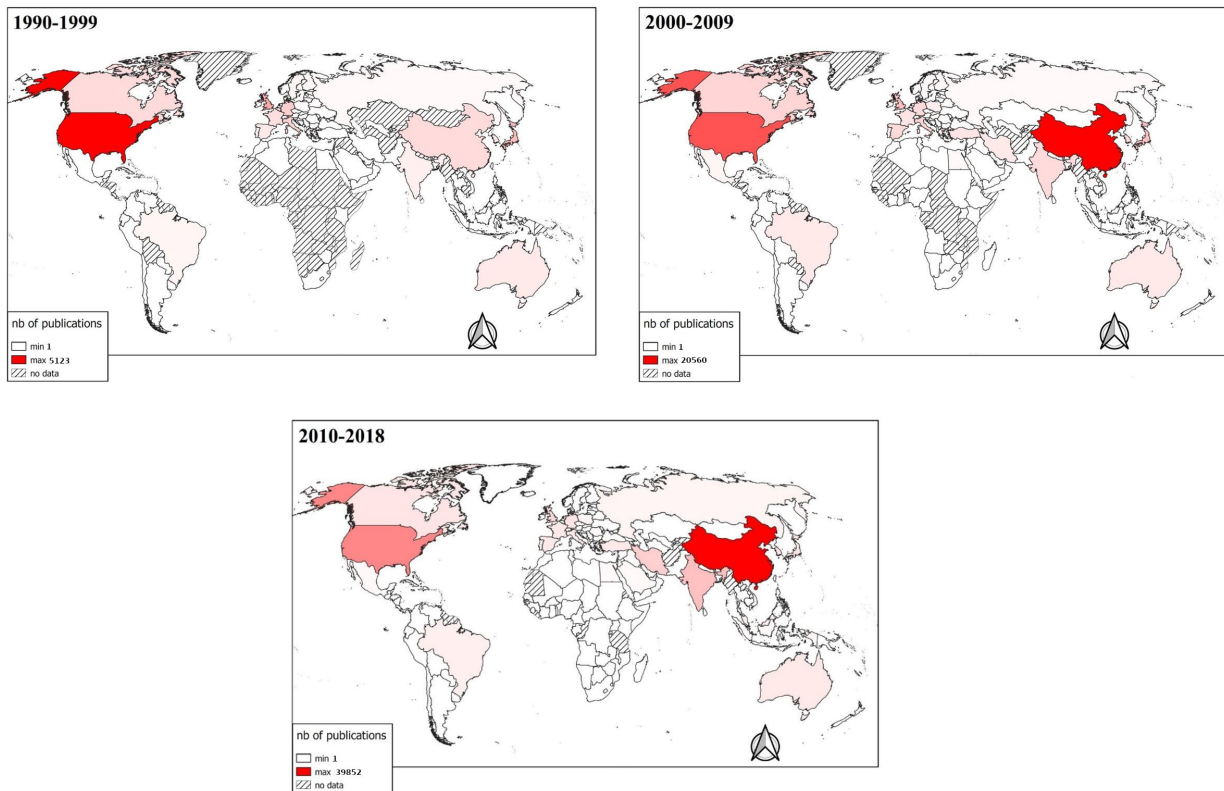 1990-1999
nb of publications
min 1
max 5123
no data
2000-2009
nb of publications
min 1
max 20560
no data
2010-2018
nb of publications
min 1
max 39852
no data